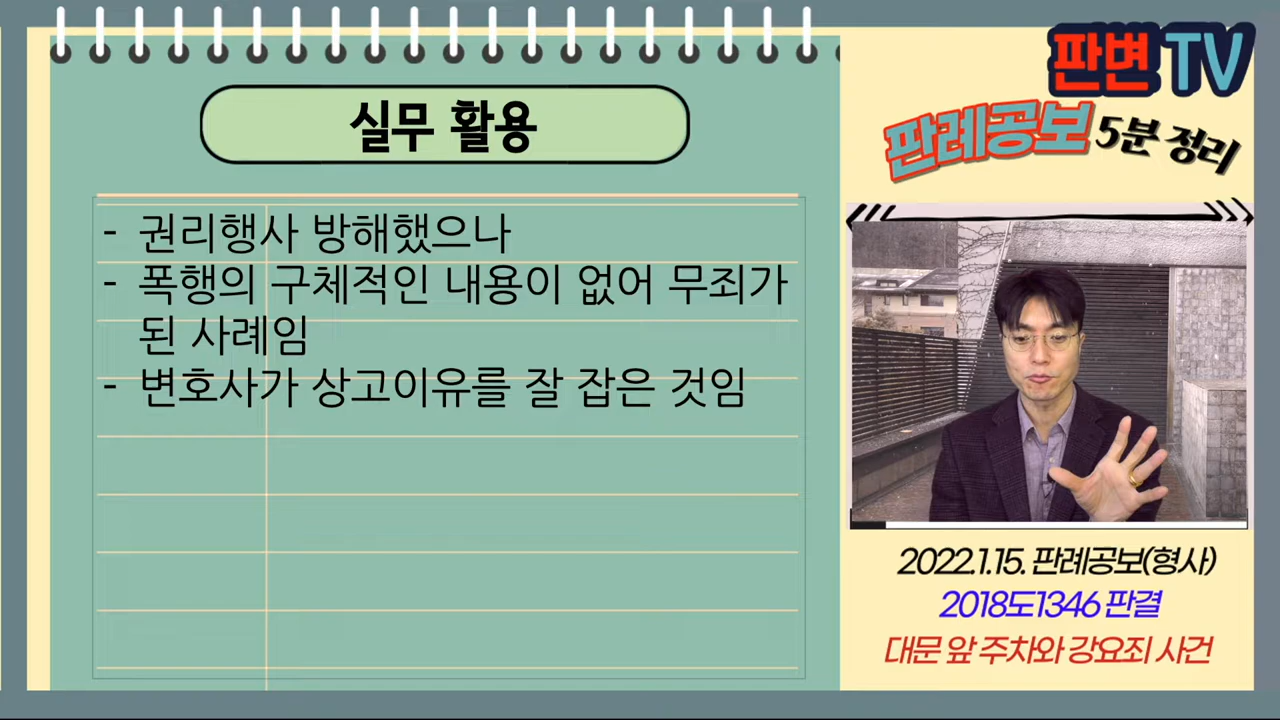 실무 활용
- 권리행사 방해했으나
- 폭행의 구체적인 내용이 없어 무죄가
된 사례임
- 변호사가 상고이유를 잘 잡은 것임
판변 TV
판례공보 5분 정리
2022.1.15. 판례공보(형사)
2018도1346 판결
대문 앞 주차와 강요죄 사건